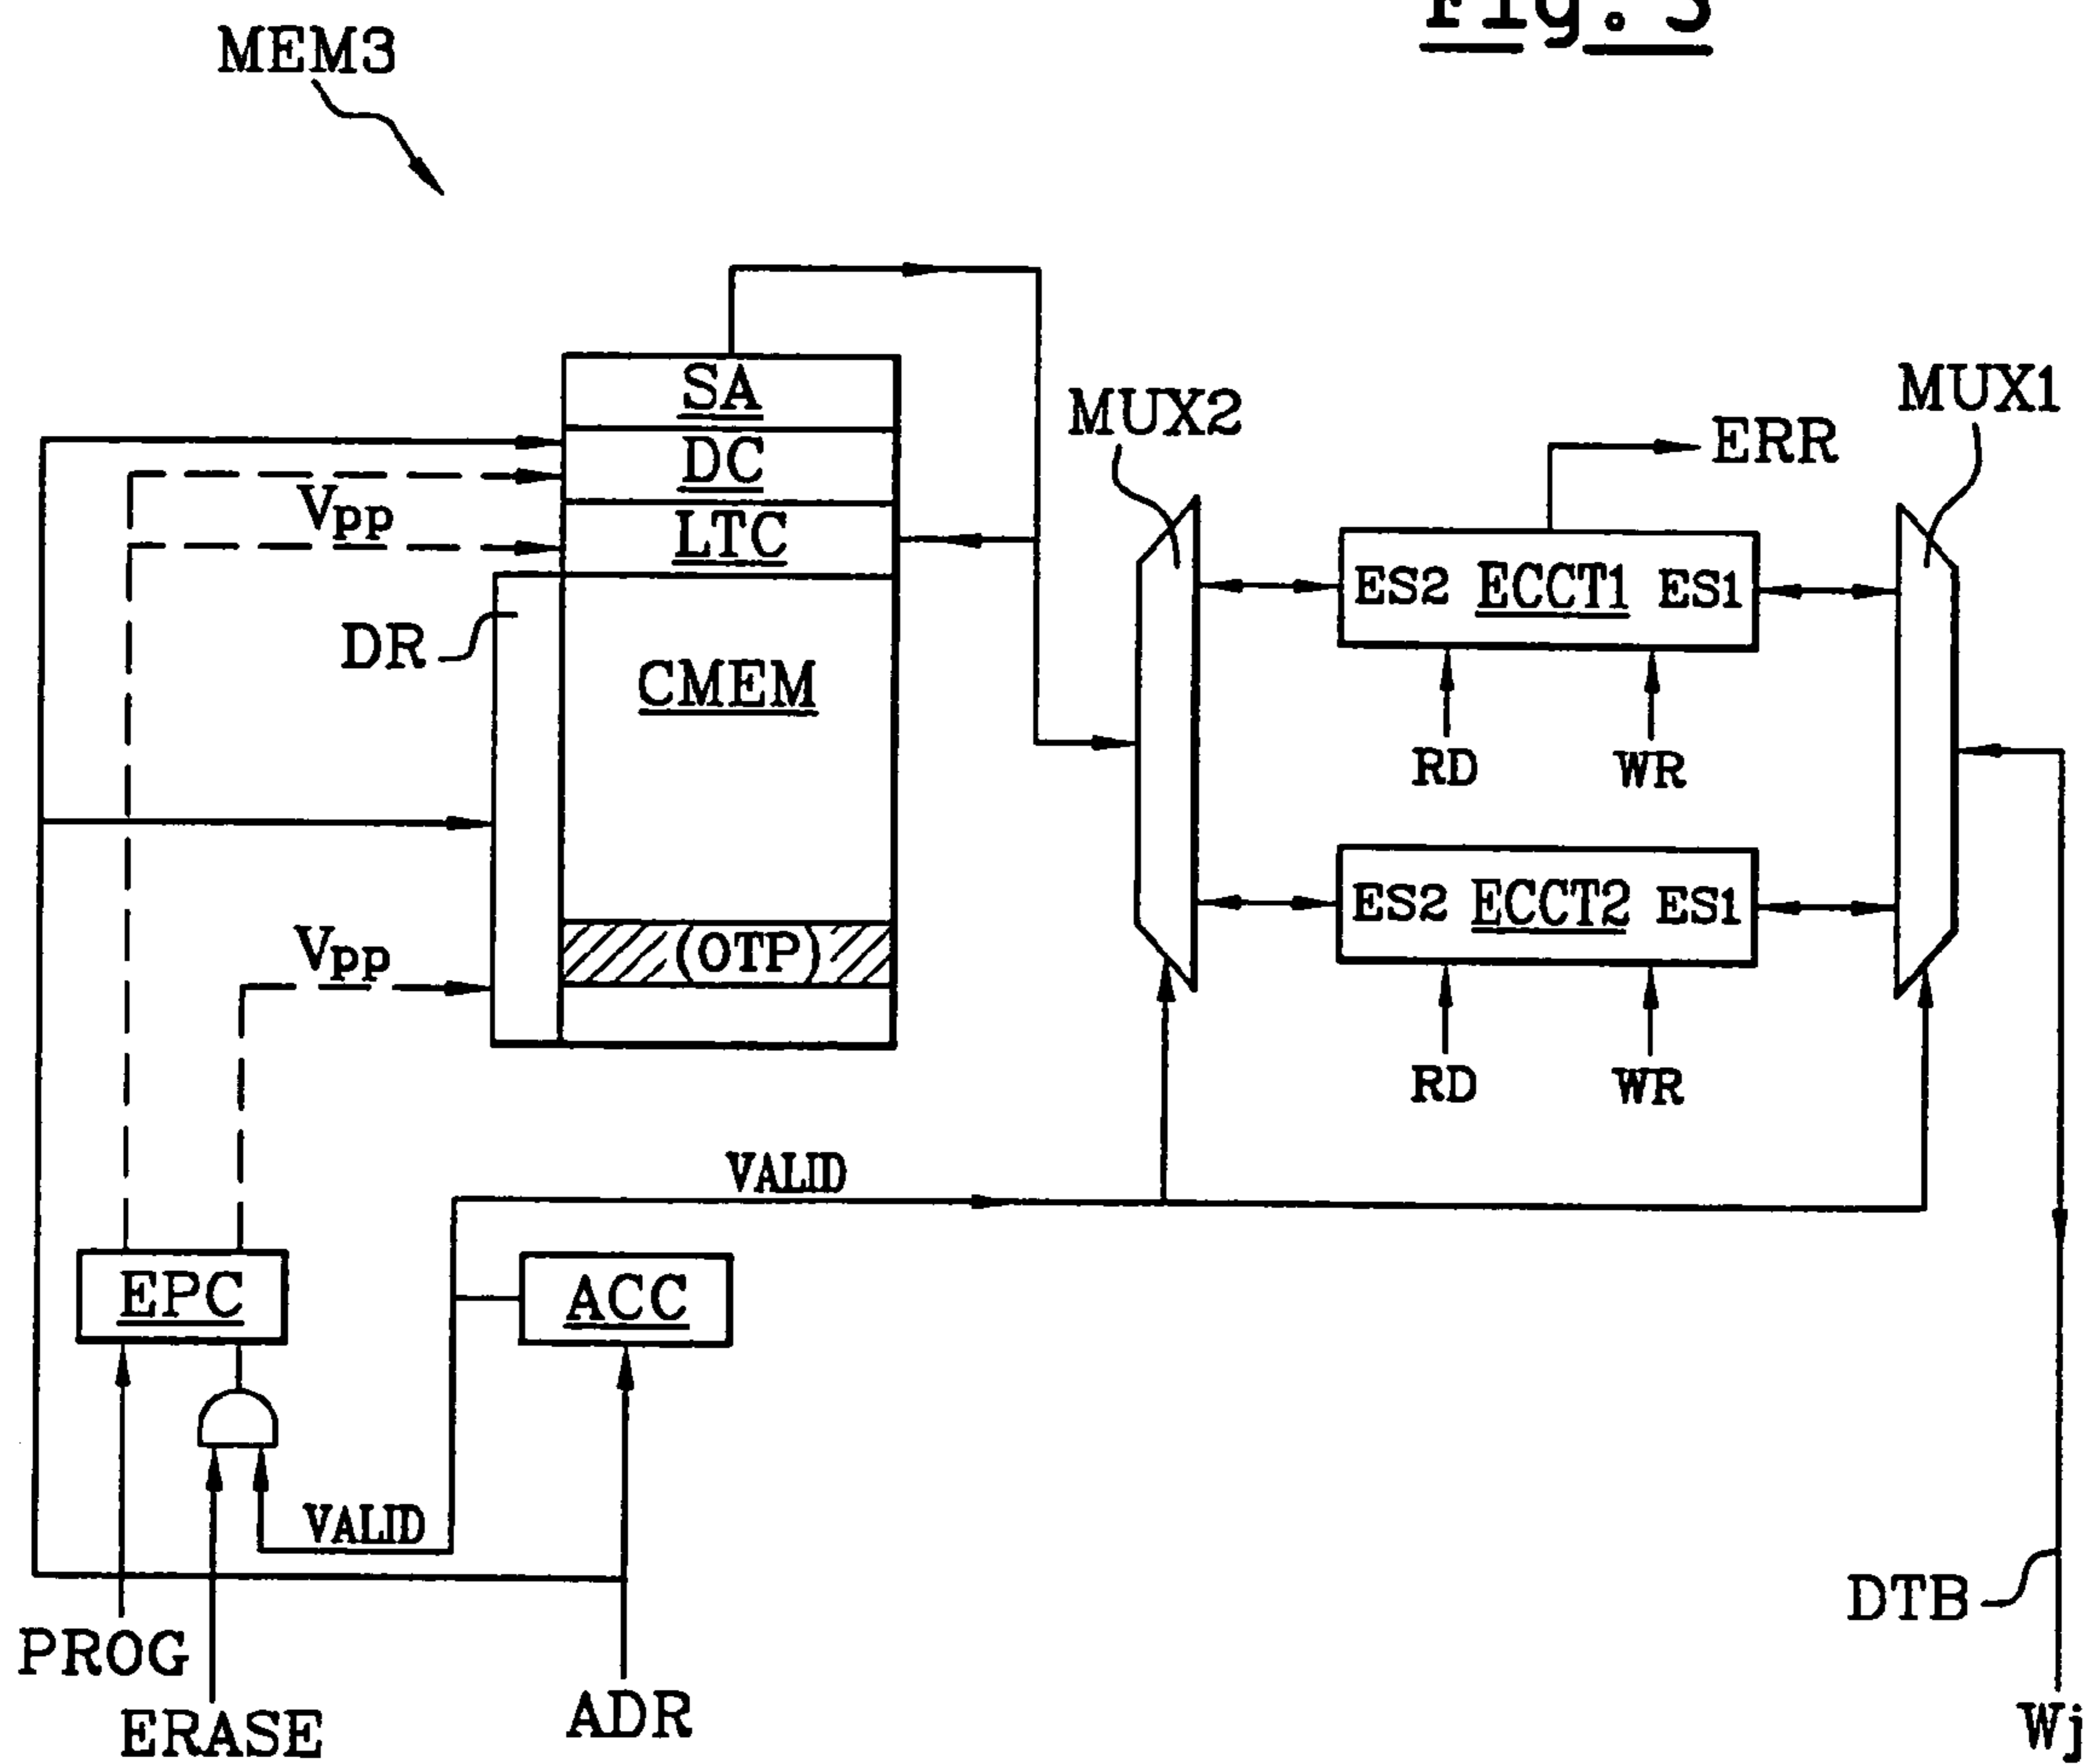 Fig. 3
MEM3
SA
DC
LTC
Vpp
DR
CMEM
(OTP)
Vpp
MUX2
MUX1
ERR
ES2 ECCT1 ES1
RD
WR
ES2 ECCT2 ES1
RD
WR
VALID
EPC
ACC
VALID
PROG
ERASE
ADR
DTB
Wj